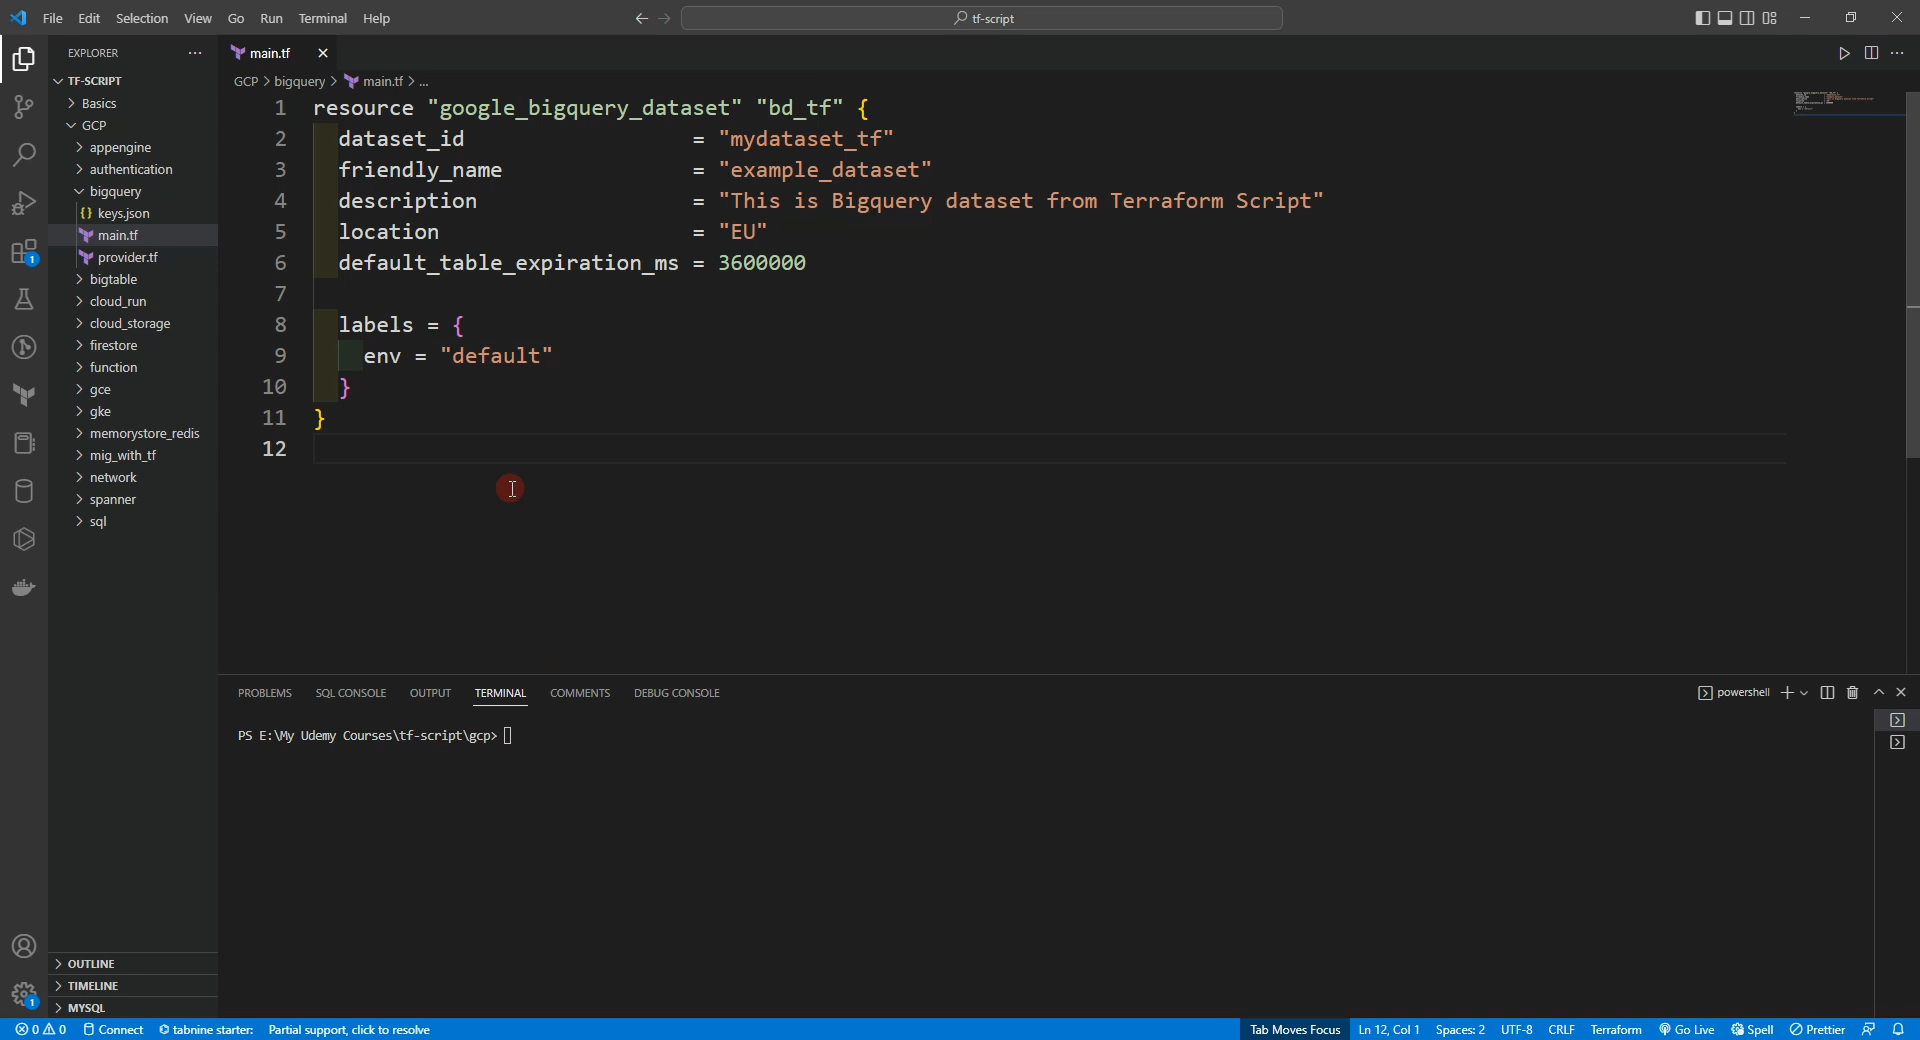 File Edit Selection View Go Run Terminal Help
tf-script
EXPLORER
main.tf
TF-SCRIPT
GCP > bigquery > main.tf > ...
Basics
GCP
appengine
authentication
bigquery
keys.json
main.tf
provider.tf
bigtable
cloud_run
cloud_storage
firestore
function
gce
gke
memorystore_redis
mig_with_tf
network
spanner
sql
OUTLINE
TIMELINE
MYSQL
1 resource "google_bigquery_dataset" "bd_tf" {
2 dataset_id = "mydataset_tf"
3 friendly_name = "example_dataset"
4 description = "This is Bigquery dataset from Terraform Script"
5 location = "EU"
6 default_table_expiration_ms = 3600000
7
8 labels = {
9 env = "default"
10 }
11 }
12
PROBLEMS SQL CONSOLE OUTPUT TERMINAL COMMENTS DEBUG CONSOLE
powershell
PS E:\My Udemy Courses\tf-script\gcp>
1
1
0 0 Connect tabnine starter: Partial support, click to resolve Tab Moves Focus Ln 12, Col 1 Spaces: 2 UTF-8 CRLF Terraform Go Live Spell Prettier